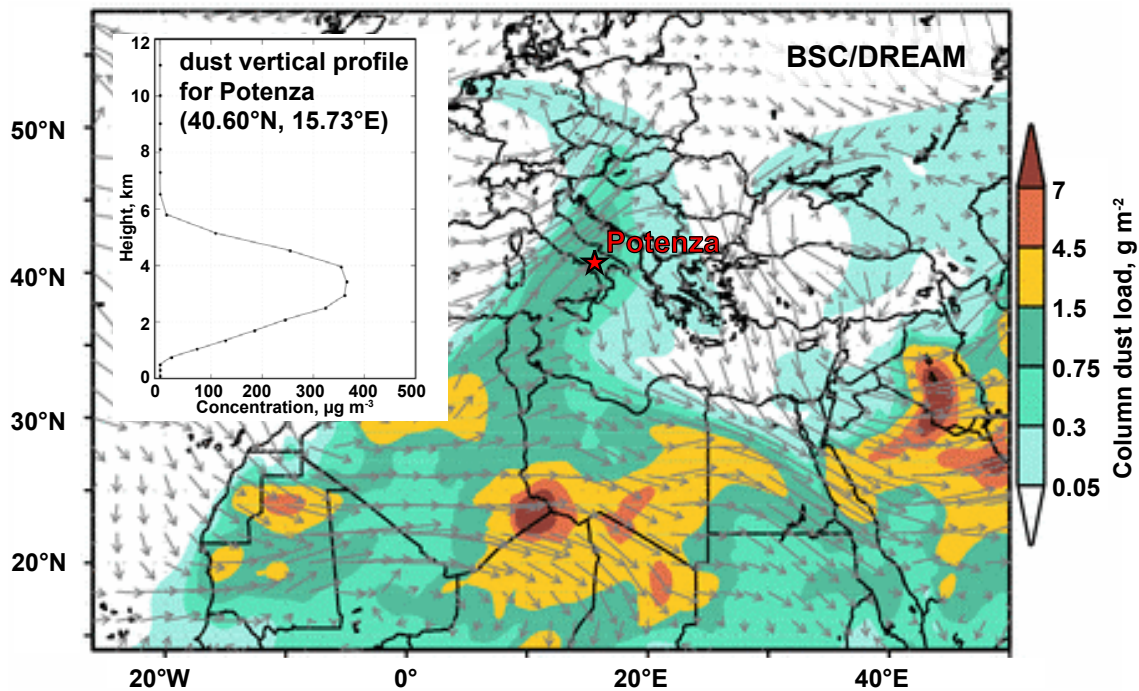 BSC/DREAM
dust vertical profile
for Potenza
(40.60°N, 15.73°E)
12
10
8
6
4
2
0
Height, km
0
100
200
300
400
500
Concentration, µg m-3
Potenza
50°N
40°N
30°N
20°N
20°W
0°
20°E
40°E
7
4.5
1.5
0.75
0.3
0.05
Column dust load, g m-2